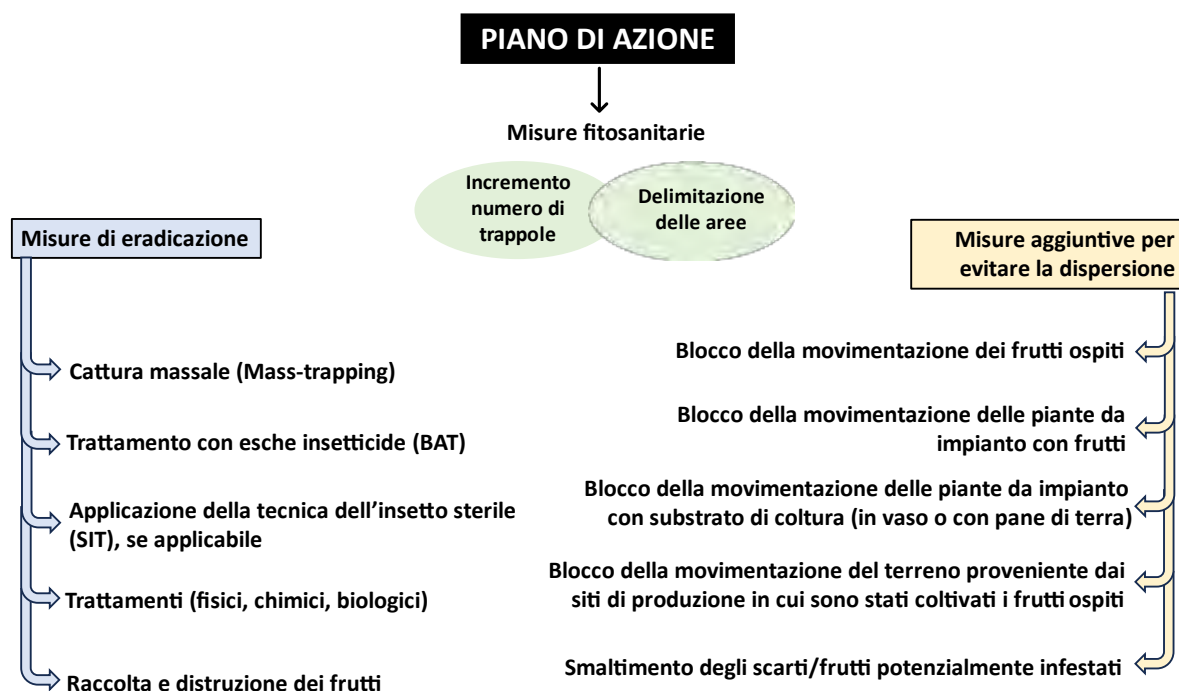 PIANO DI AZIONE
Misure fitosanitarie
Incremento
numero di
trappole
Delimitazione
delle aree
Misure di eradicazione
Cattura massale (Mass-trapping)
Trattamento con esche insetticide (BAT)
Applicazione della tecnica dell’insetto sterile
(SIT), se applicabile
Trattamenti (fisici, chimici, biologici)
Raccolta e distruzione dei frutti
Misure aggiuntive per
evitare la dispersione
Blocco della movimentazione dei frutti ospiti
Blocco della movimentazione delle piante da
impianto con frutti
Blocco della movimentazione delle piante da impianto
con substrato di coltura (in vaso o con pane di terra)
Blocco della movimentazione del terreno proveniente dai
siti di produzione in cui sono stati coltivati i frutti ospiti
Smaltimento degli scarti/frutti potenzialmente infestati